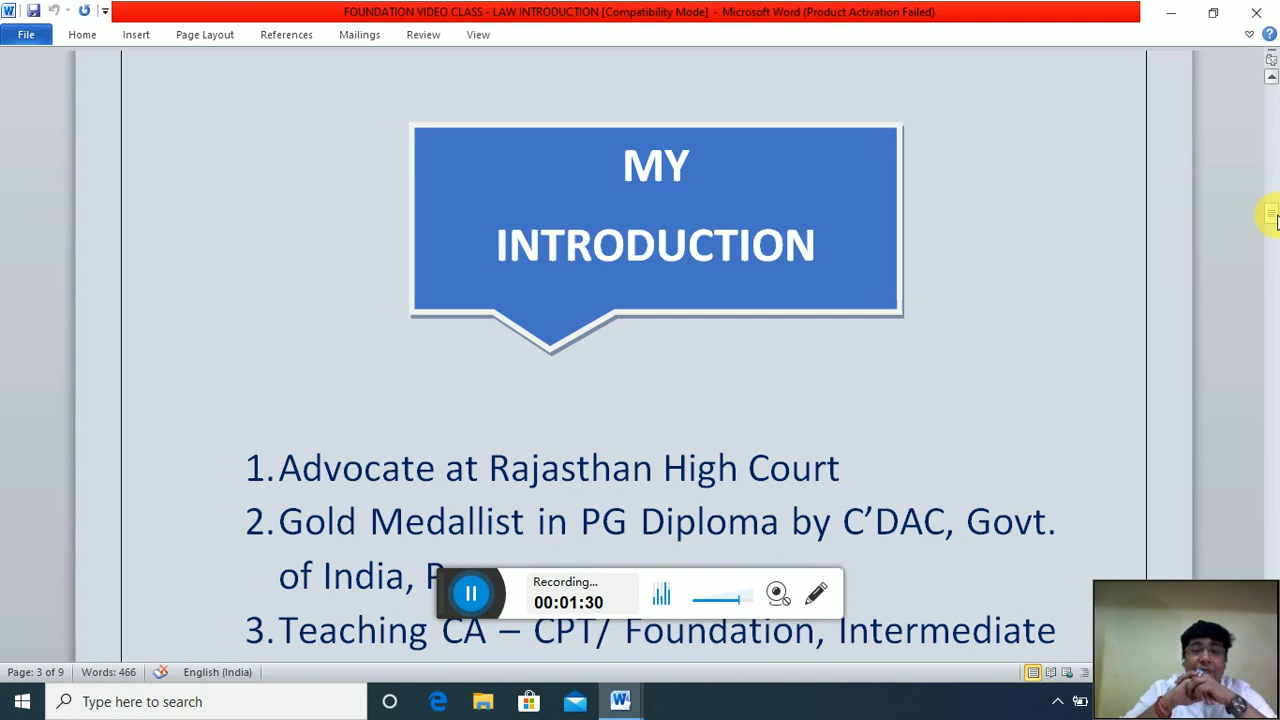 FOUNDATION VIDEO CLASS - LAW INTRODUCTION [Compatibility Mode] - Microsoft Word (Product Activation Failed)
File Home Insert Page Layout References Mailings Review View
MY
INTRODUCTION
1. Advocate at Rajasthan High Court
2. Gold Medallist in PG Diploma by C’DAC, Govt.
of India,
Recording...
00:01:30
3. Teaching CA – CPT/ Foundation, Intermediate
Page: 3 of 9 Words: 466 English (India)
Type here to search